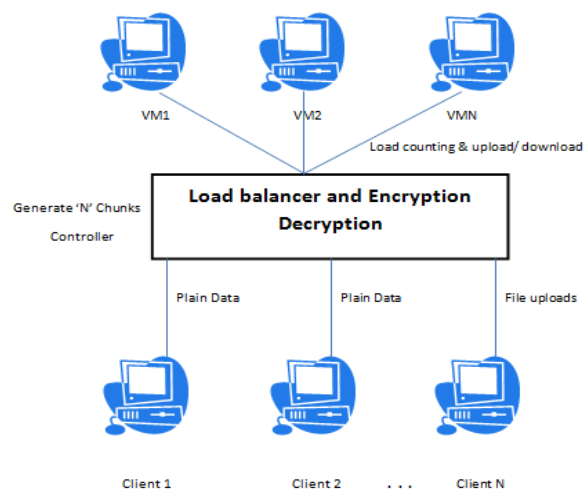 VM1
VM2
VMN
Load counting & upload/ download
Load balancer and Encryption
Decryption
Generate ‘N’ Chunks
Controller
Plain Data
Plain Data
File uploads
Client 1
Client 2
. . .
Client N